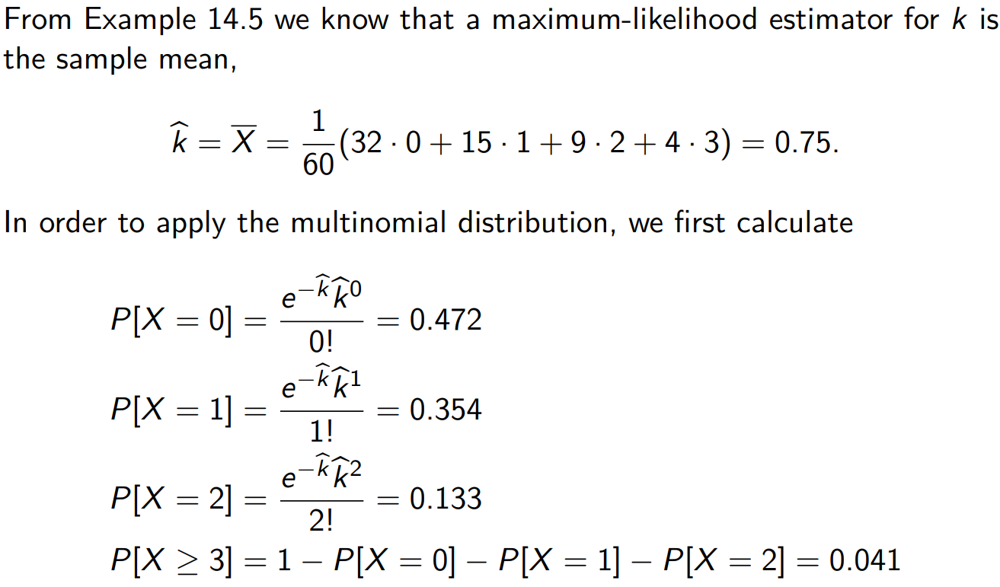 From Example 14.5 we know that a maximum-likelihood estimator for k is
the sample mean,
$\widehat{k} = \overline{X} = \frac{1}{60}(32 \cdot 0 + 15 \cdot 1 + 9 \cdot 2 + 4 \cdot 3) = 0.75.$
In order to apply the multinomial distribution, we first calculate
$P[X = 0] = \frac{e^{-\widehat{k}}\widehat{k}^0}{0!} = 0.472$
$P[X = 1] = \frac{e^{-\widehat{k}}\widehat{k}^1}{1!} = 0.354$
$P[X = 2] = \frac{e^{-\widehat{k}}\widehat{k}^2}{2!} = 0.133$
$P[X \geq 3] = 1 - P[X = 0] - P[X = 1] - P[X = 2] = 0.041$